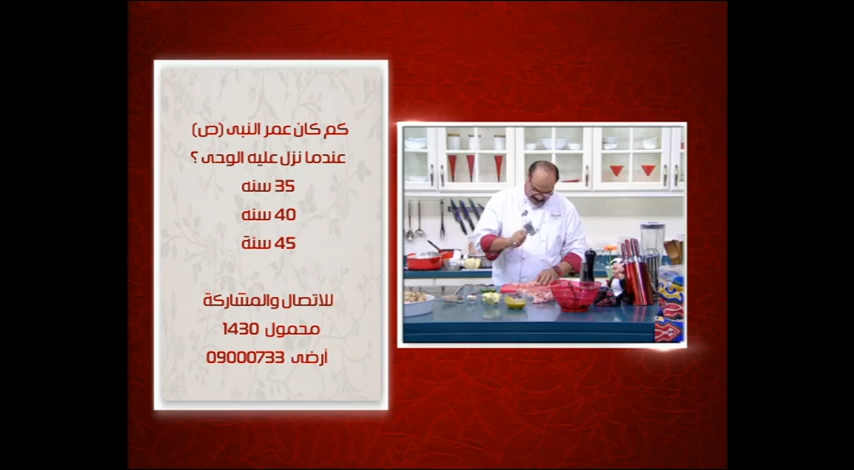 كم كان عمر النبى (ص)
عندما نزل عليه الوحى ؟
35 سنه
40 سنه
45 سنة
للاتصال والمشاركة
محمول 1430
أرضى 09000733